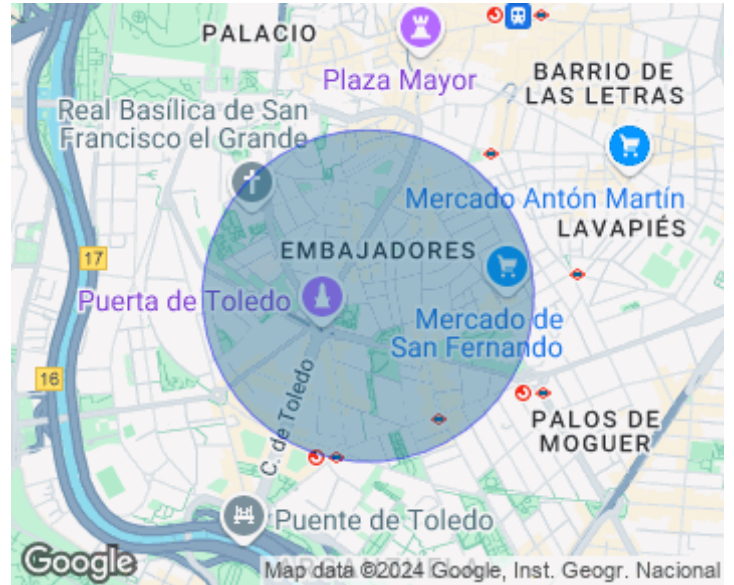 PALACIO
Plaza Mayor
BARRIO DE
LAS LETRAS
Real Basílica de San
Francisco el Grande
Mercado Antón Martín
LAVAPIÉS
EMBAJADORES
17
Puerta de Toledo
Mercado de
San Fernando
16
C. de Toledo
PALOS DE
MOGUER
Puente de Toledo
Google
Map data ©2024 Google, Inst. Geogr. Nacional